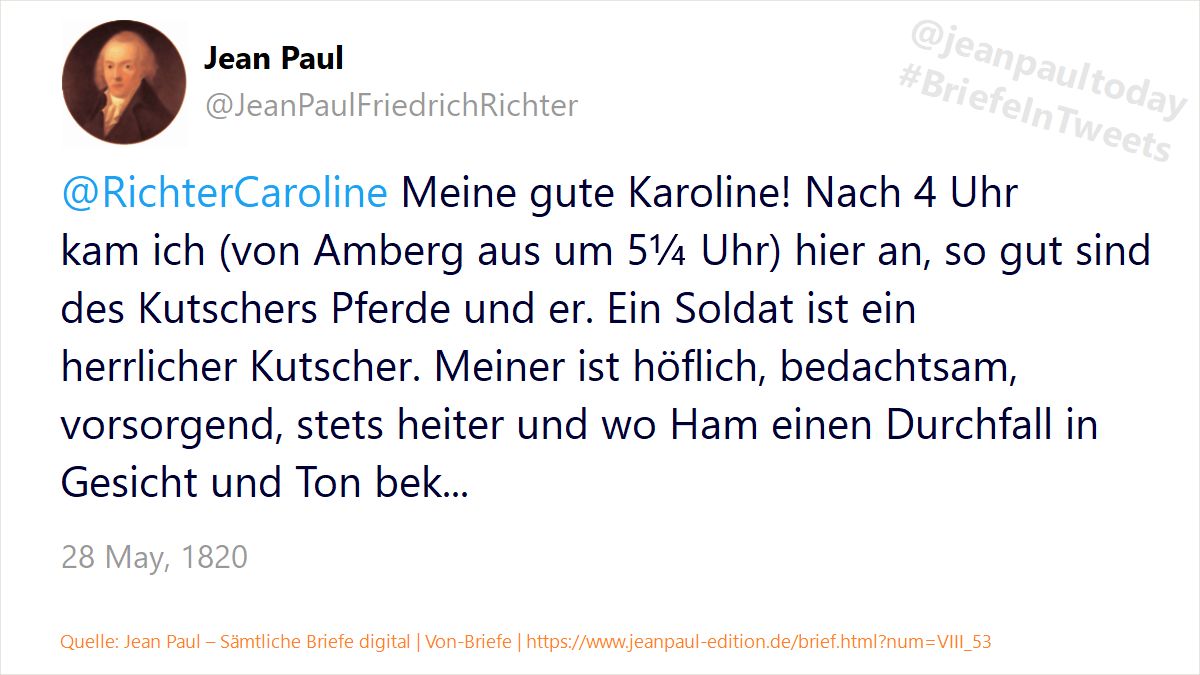 Jean Paul
@JeanPaulFriedrichRichter
@jeanpaultoday
#BriefeInTweets
@RichterCaroline Meine gute Karoline! Nach 4 Uhr
kam ich (von Amberg aus um 5¼ Uhr) hier an, so gut sind
des Kutschers Pferde und er. Ein Soldat ist ein
herrlicher Kutscher. Meiner ist höflich, bedachtsam,
vorsorgend, stets heiter und wo Ham einen Durchfall in
Gesicht und Ton bek...
28 May, 1820
Quelle: Jean Paul – Sämtliche Briefe digital | Von-Briefe | https://www.jeanpaul-edition.de/brief.html?num=VIII_53